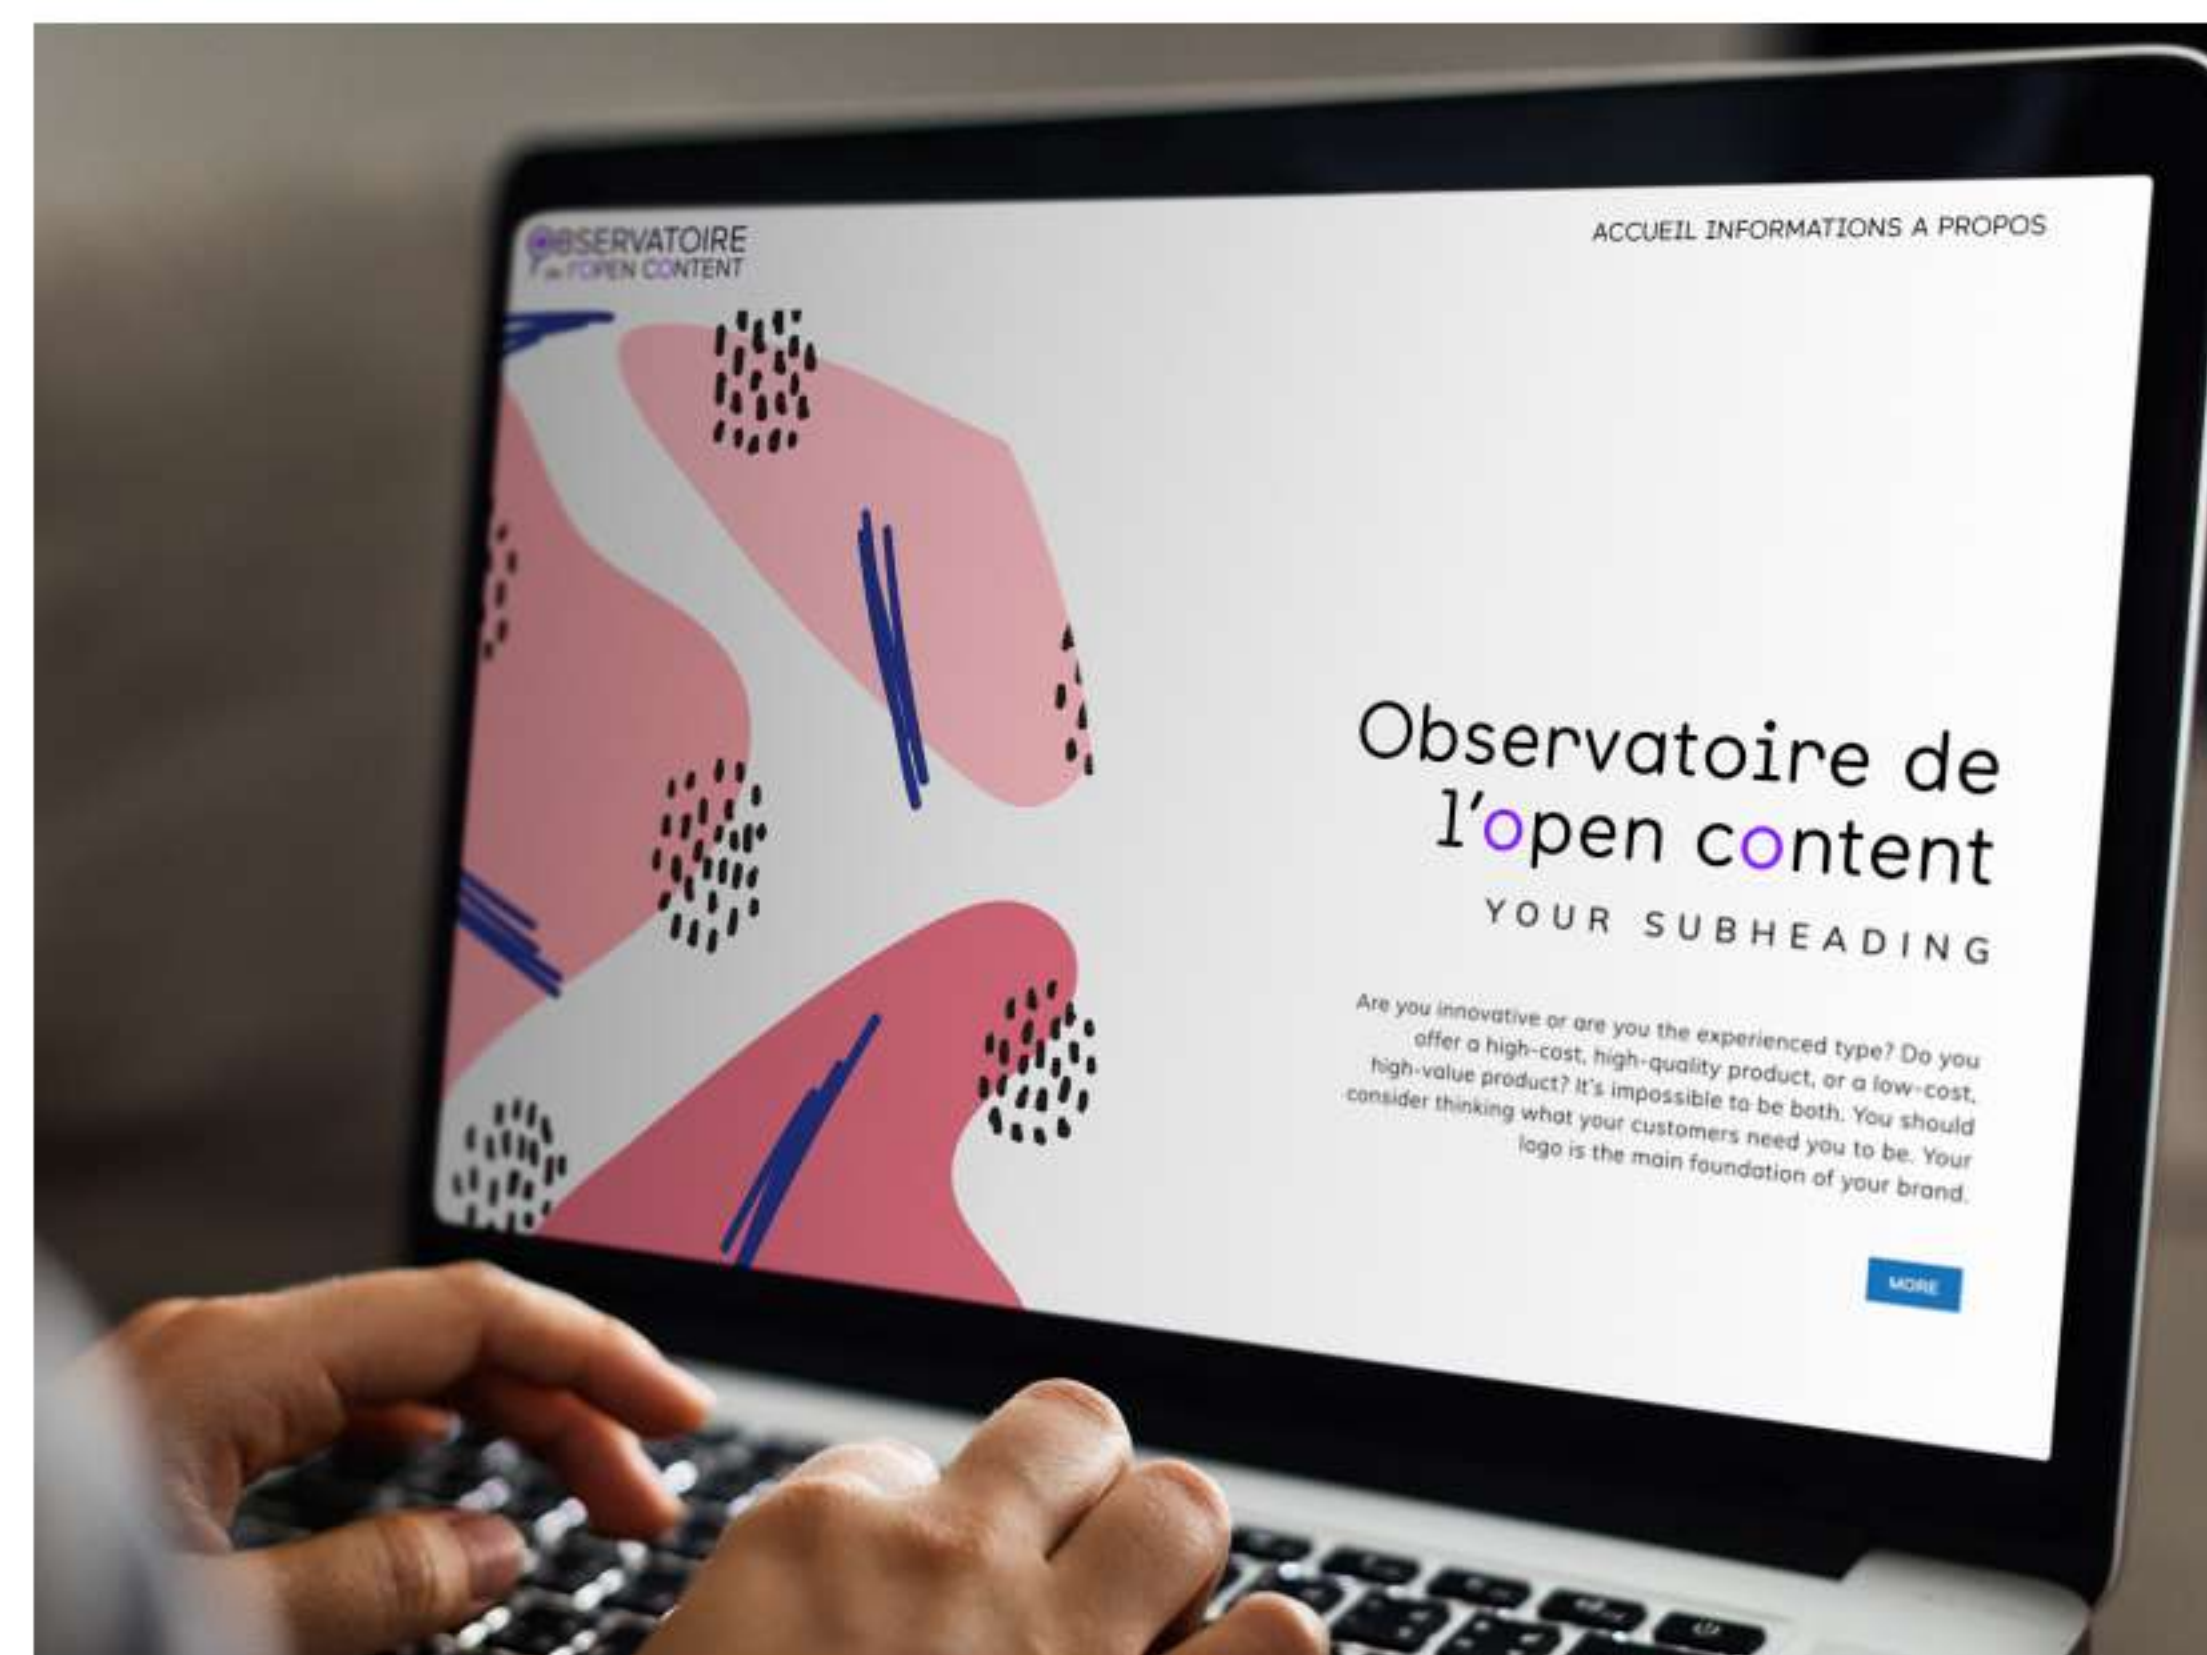 OBSERVATOIRE
de l'OPEN CONTENT
ACCUEIL INFORMATIONS A PROPOS
Observatoire de
l'open content
YOUR SUBHEADING
Are you innovative or are you the experienced type? Do you
offer a high-cost, high-quality product, or a low-cost,
high-value product? It's impossible to be both. You should
consider thinking what your customers need you to be. Your
logo is the main foundation of your brand.
MORE